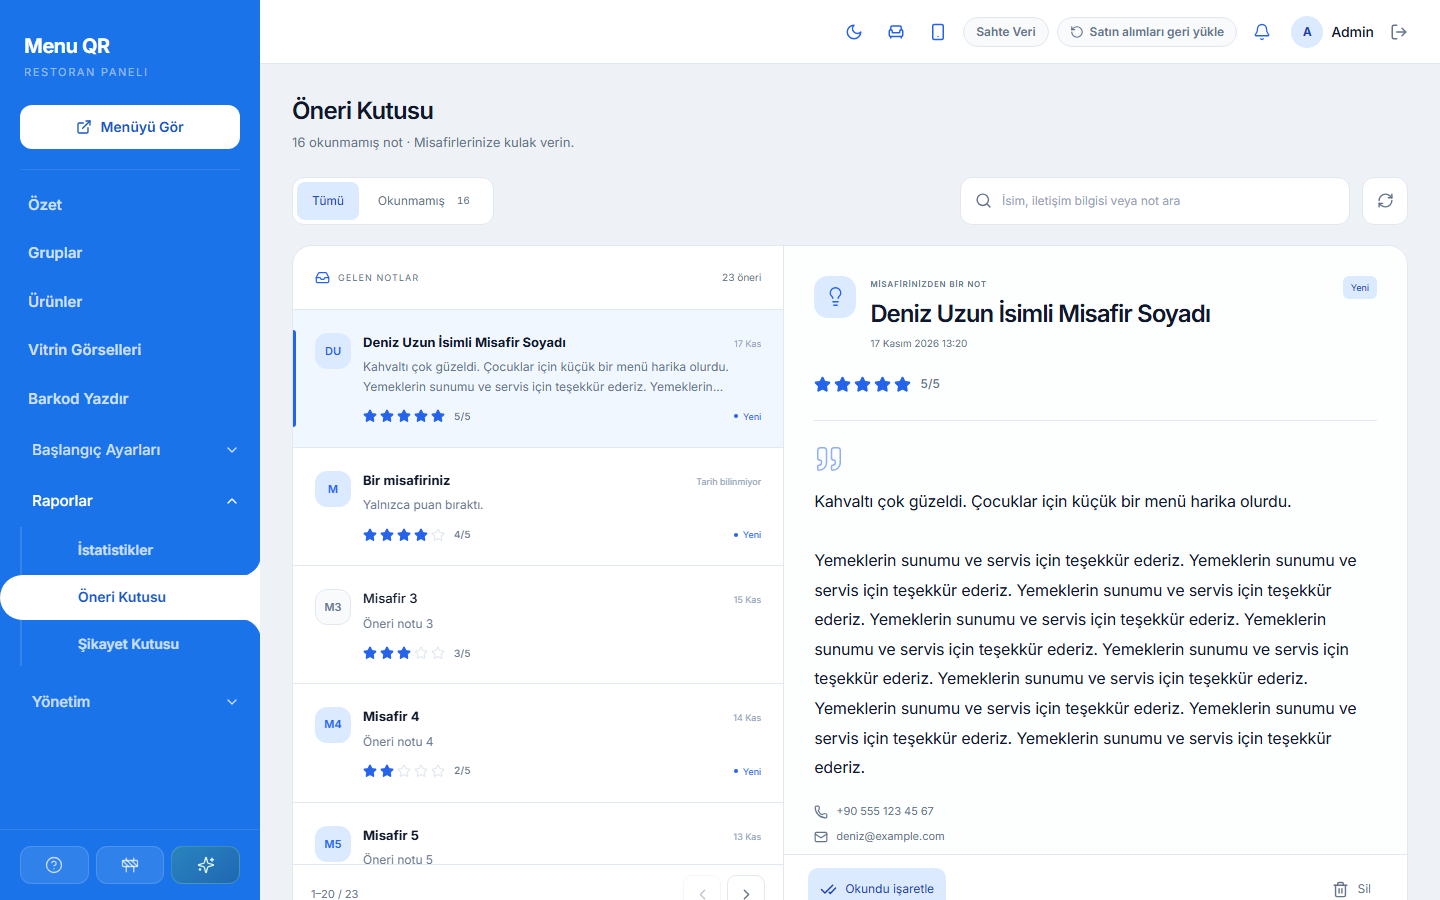 Menu QR
RESTORAN PANELİ
Menüyü Gör
Özet
Gruplar
Ürünler
Vitrin Görselleri
Barkod Yazdır
Başlangıç Ayarları
Raporlar
İstatistikler
Öneri Kutusu
Şikayet Kutusu
Yönetim
Sahte Veri
Satın alımları geri yükle
A
Admin
Öneri Kutusu
16 okunmamış not · Misafirlerinize kulak verin.
Tümü
Okunmamış 16
İsim, iletişim bilgisi veya not ara
GELEN NOTLAR
23 öneri
DU
Deniz Uzun İsimli Misafir Soyadı
17 Kas
Kahvaltı çok güzeldi. Çocuklar için küçük bir menü harika olurdu.
Yemeklerin sunumu ve servis için teşekkür ederiz. Yemeklerin...
5/5
Yeni
M
Bir misafiriniz
Tarih bilinmiyor
Yalnızca puan bıraktı.
4/5
Yeni
M3
Misafir 3
15 Kas
Öneri notu 3
3/5
M4
Misafir 4
14 Kas
Öneri notu 4
2/5
Yeni
M5
Misafir 5
13 Kas
Öneri notu 5
1–20 / 23
MİSAFİRİNİZDEN BİR NOT
Yeni
Deniz Uzun İsimli Misafir Soyadı
17 Kasım 2026 13:20
5/5
Kahvaltı çok güzeldi. Çocuklar için küçük bir menü harika olurdu.
Yemeklerin sunumu ve servis için teşekkür ederiz. Yemeklerin sunumu ve
servis için teşekkür ederiz. Yemeklerin sunumu ve servis için teşekkür
ederiz. Yemeklerin sunumu ve servis için teşekkür ederiz. Yemeklerin
sunumu ve servis için teşekkür ederiz. Yemeklerin sunumu ve servis için
teşekkür ederiz. Yemeklerin sunumu ve servis için teşekkür ederiz.
Yemeklerin sunumu ve servis için teşekkür ederiz. Yemeklerin sunumu ve
servis için teşekkür ederiz. Yemeklerin sunumu ve servis için teşekkür
ederiz.
+90 555 123 45 67
deniz@example.com
Okundu işaretle
Sil